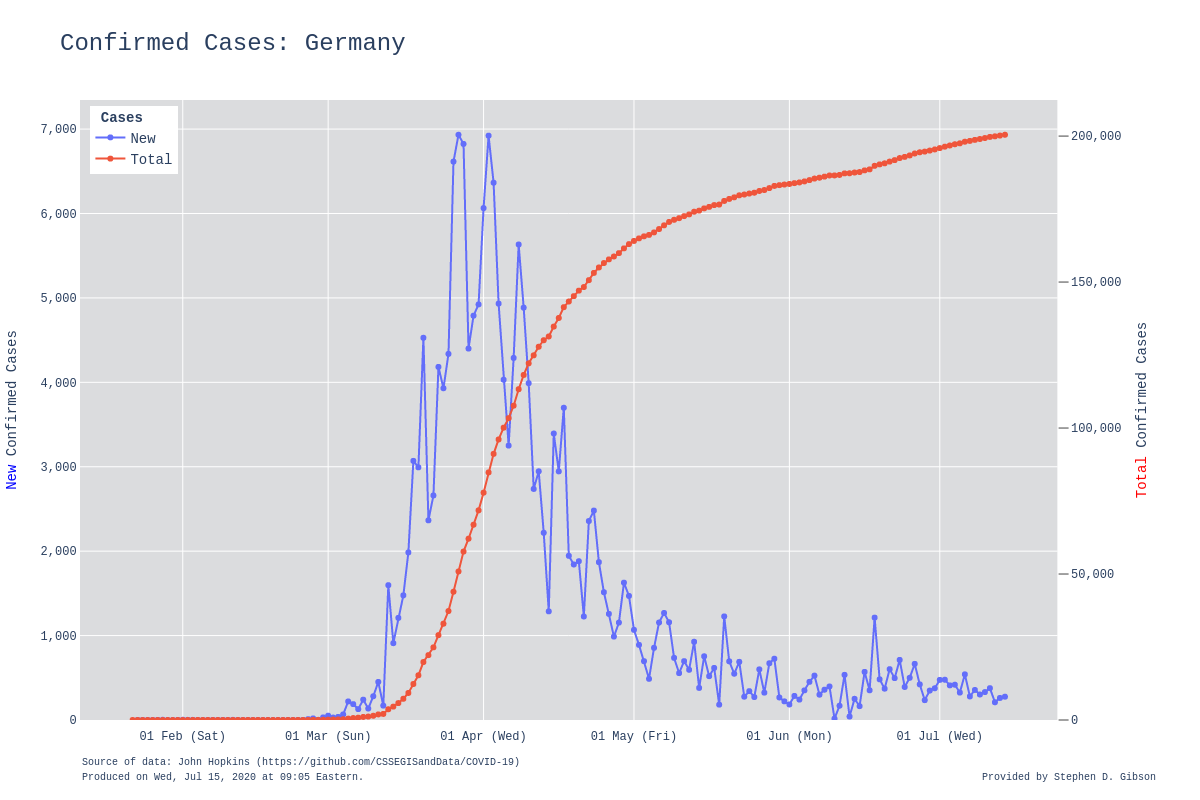 Confirmed Cases: Germany
Cases
New
Total
7,000
6,000
5,000
4,000
3,000
2,000
1,000
0
New Confirmed Cases
200,000
150,000
100,000
50,000
0
Total Confirmed Cases
01 Feb (Sat)
01 Mar (Sun)
01 Apr (Wed)
01 May (Fri)
01 Jun (Mon)
01 Jul (Wed)
Source of data: John Hopkins (https://github.com/CSSEGISandData/COVID-19)
Produced on Wed, Jul 15, 2020 at 09:05 Eastern.
Provided by Stephen D. Gibson